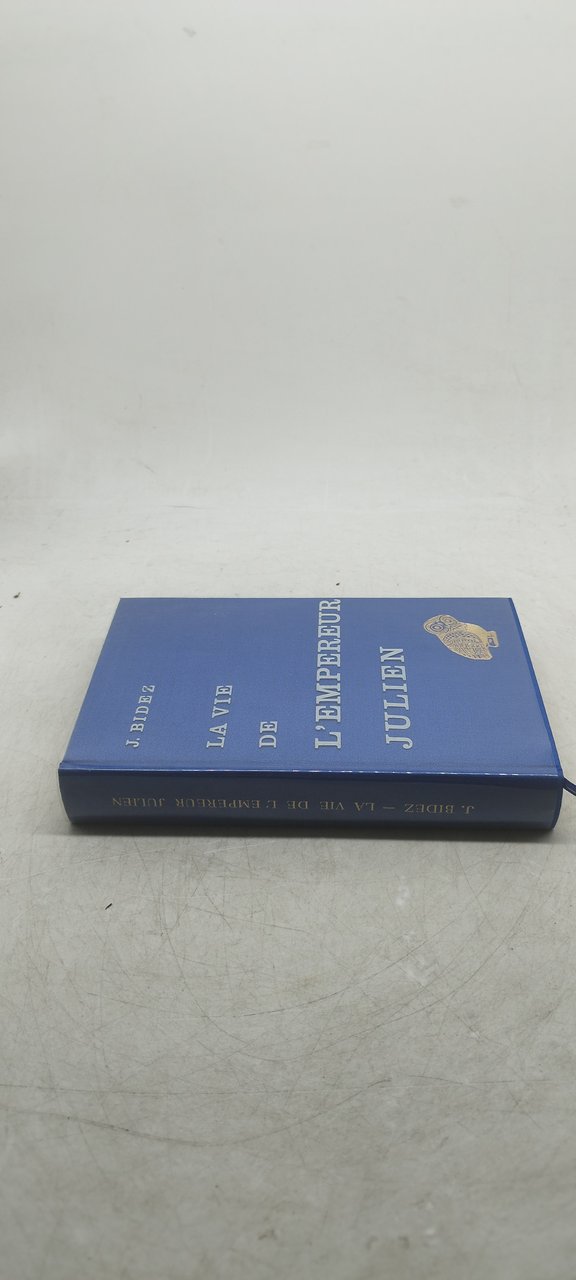 J. BIDEZ
LA VIE
DE
L'EMPEREUR
JULIEN
J. BIDEZ — LA VIE DE L'EMPEREUR JULIEN